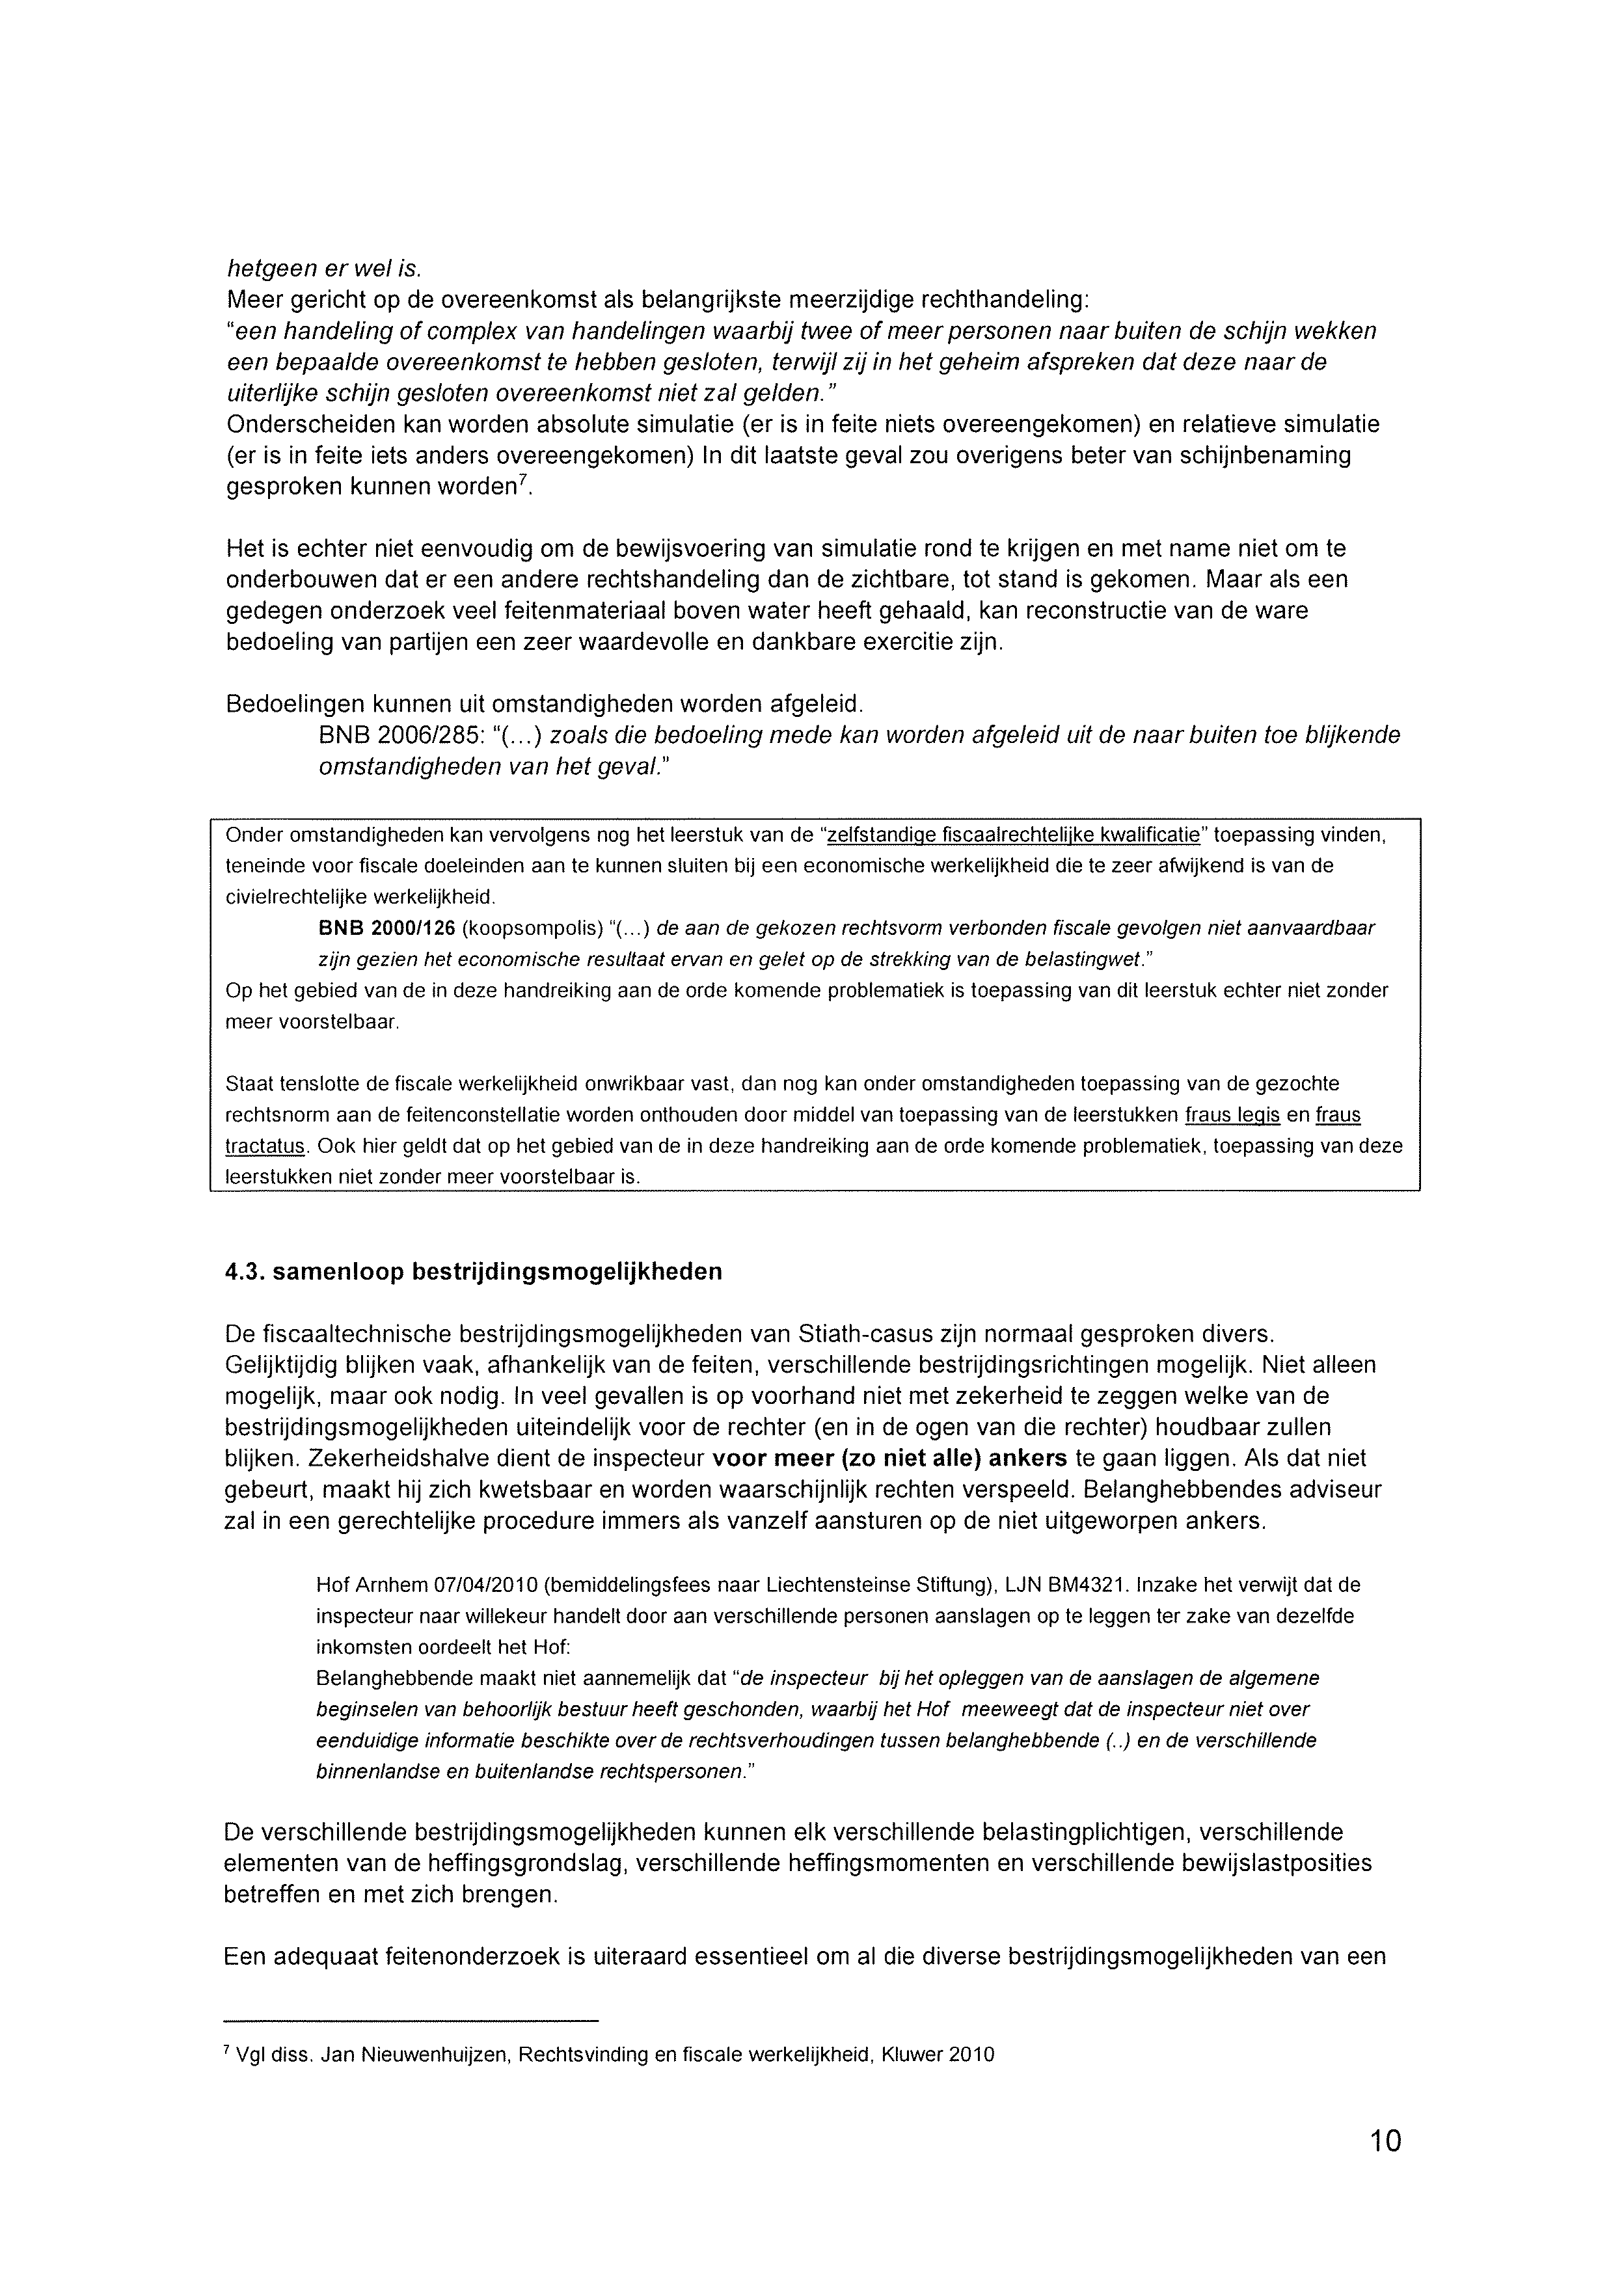 hetgeen er wel is.
Meer gericht op de overeenkomst als belangrijkste meerzijdige rechthandeling:
“een handeling of complex van handelingen waarbij twee of meer personen naar buiten de schijn wekken
een bepaalde overeenkomst te hebben gesloten, terwijl zij in het geheim afspreken dat deze naar de
uiterlijke schijn gesloten overeenkomst niet zal gelden.”
Onderscheiden kan worden absolute simulatie (er is in feite niets overeengekomen) en relatieve simulatie
(er is in feite iets anders overeengekomen) In dit laatste geval zou overigens beter van schijnbenaming
gesproken kunnen worden7.
Het is echter niet eenvoudig om de bewijsvoering van simulatie rond te krijgen en met name niet om te
onderbouwen dat er een andere rechtshandeling dan de zichtbare, tot stand is gekomen. Maar als een
gedegen onderzoek veel feitenmateriaal boven water heeft gehaald, kan reconstructie van de ware
bedoeling van partijen een zeer waardevolle en dankbare exercitie zijn.
Bedoelingen kunnen uit omstandigheden worden afgeleid.
BNB 2006/285: “(...) zoals die bedoeling mede kan worden afgeleid uit de naar buiten toe blijkende
omstandigheden van het geval.”
Onder omstandigheden kan vervolgens nog het leerstuk van de “zelfstandige fiscaalrechtelijke kwalificatie” toepassing vinden,
teneinde voor fiscale doeleinden aan te kunnen sluiten bij een economische werkelijkheid die te zeer afwijkend is van de
civielrechtelijke werkelijkheid.
BNB 2000/126 (koopsompolis) “(...) de aan de gekozen rechtsvorm verbonden fiscale gevolgen niet aanvaardbaar
zijn gezien het economische resultaat ervan en gelet op de strekking van de belastingwet.”
Op het gebied van de in deze handreiking aan de orde komende problematiek is toepassing van dit leerstuk echter niet zonder
meer voorstelbaar.
Staat tenslotte de fiscale werkelijkheid onwrikbaar vast, dan nog kan onder omstandigheden toepassing van de gezochte
rechtsnorm aan de feitenconstellatie worden onthouden door middel van toepassing van de leerstukken fraus legis en fraus
tractatus. Ook hier geldt dat op het gebied van de in deze handreiking aan de orde komende problematiek, toepassing van deze
leerstukken niet zonder meer voorstelbaar is.
4.3. samenloop bestrijdingsmogelijkheden
De fiscaaltechnische bestrijdingsmogelijkheden van Stiath-casus zijn normaal gesproken divers.
Gelijktijdig blijken vaak, afhankelijk van de feiten, verschillende bestrijdingsrichtingen mogelijk. Niet alleen
mogelijk, maar ook nodig. In veel gevallen is op voorhand niet met zekerheid te zeggen welke van de
bestrijdingsmogelijkheden uiteindelijk voor de rechter (en in de ogen van die rechter) houdbaar zullen
blijken. Zekerheidshalve dient de inspecteur voor meer (zo niet alle) ankers te gaan liggen. Als dat niet
gebeurt, maakt hij zich kwetsbaar en worden waarschijnlijk rechten verspeeld. Belanghebbendes adviseur
zal in een gerechtelijke procedure immers als vanzelf aansturen op de niet uitgeworpen ankers.
Hof Arnhem 07/04/2010 (bemiddelingsfees naar Liechtensteinse Stiftung), LJN BM4321. Inzake het verwijt dat de
inspecteur naar willekeur handelt door aan verschillende personen aanslagen op te leggen ter zake van dezelfde
inkomsten oordeelt het Hof:
Belanghebbende maakt niet aannemelijk dat “de inspecteur bij het opleggen van de aanslagen de algemene
beginselen van behoorlijk bestuur heeft geschonden, waarbij het Hof meeweegt dat de inspecteur niet over
eenduidige informatie beschikte over de rechtsverhoudingen tussen belanghebbende (..) en de verschillende
binnenlandse en buitenlandse rechtspersonen.”
De verschillende bestrijdingsmogelijkheden kunnen elk verschillende belastingplichtigen, verschillende
elementen van de heffingsgrondslag, verschillende heffingsmomenten en verschillende bewijslastposities
betreffen en met zich brengen.
Een adequaat feitenonderzoek is uiteraard essentieel om al die diverse bestrijdingsmogelijkheden van een
7 Vgl diss. Jan Nieuwenhuijzen, Rechtsvinding en fiscale werkelijkheid, Kluwer 2010
10